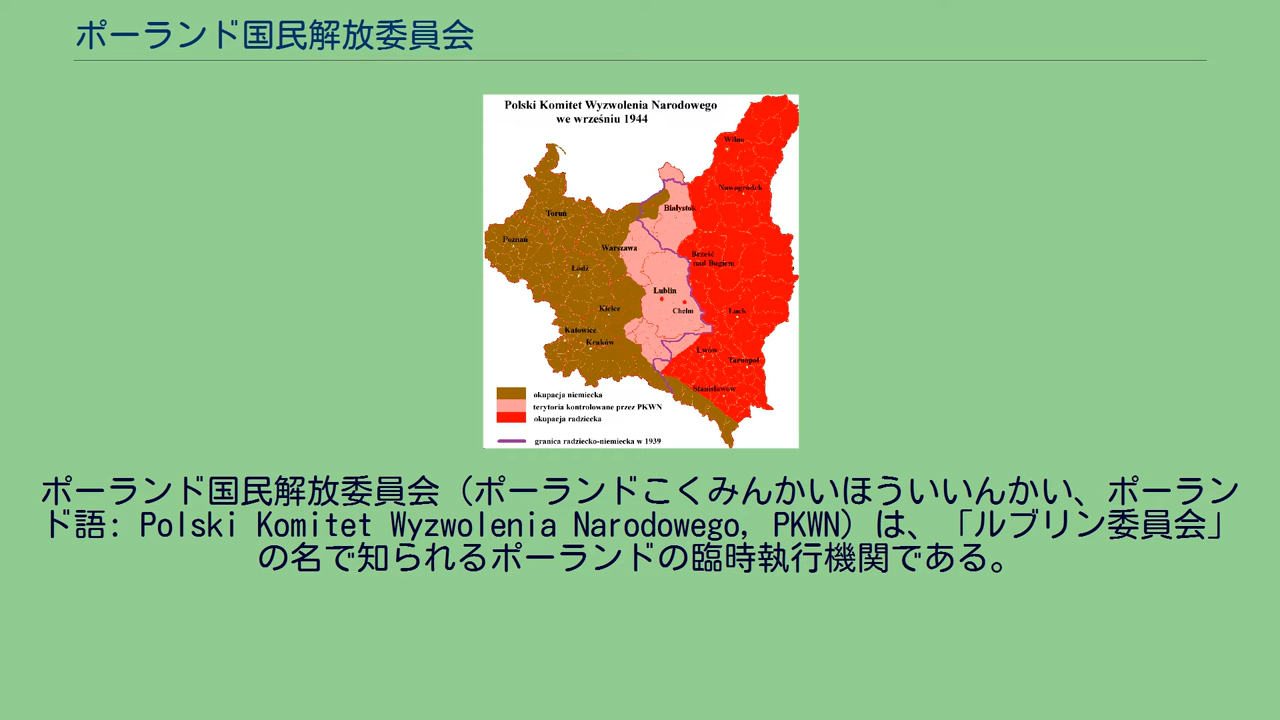 ポーランド国民解放委員会
Polski Komitet Wyzwolenia Narodowego
we wrześniu 1944
Wilno
Nowogródek
Białystok
Toruń
Poznań
Warszawa
Brześć
nad Bugiem
Łódź
Lublin
Kielce
Chełm
Łuck
Katowice
Kraków
Lwów
Tarnopol
Stanisławów
okupacja niemiecka
terytoria kontrolowane przez PKWN
okupacja radziecka
granica radziecko-niemiecka w 1939
ポーランド国民解放委員会（ポーランドこくみんかいほういいんかい、ポーラン
ド語: Polski Komitet Wyzwolenia Narodowego, PKWN）は、「ルブリン委員会」
の名で知られるポーランドの臨時執行機関である。